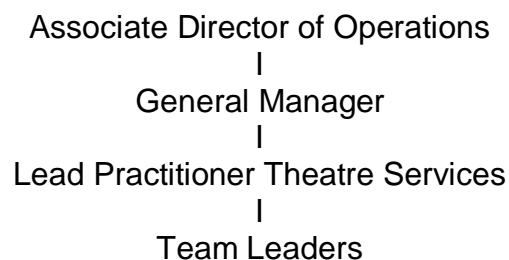 Associate Director of Operations
I
General Manager
I
Lead Practitioner Theatre Services
I
Team Leaders